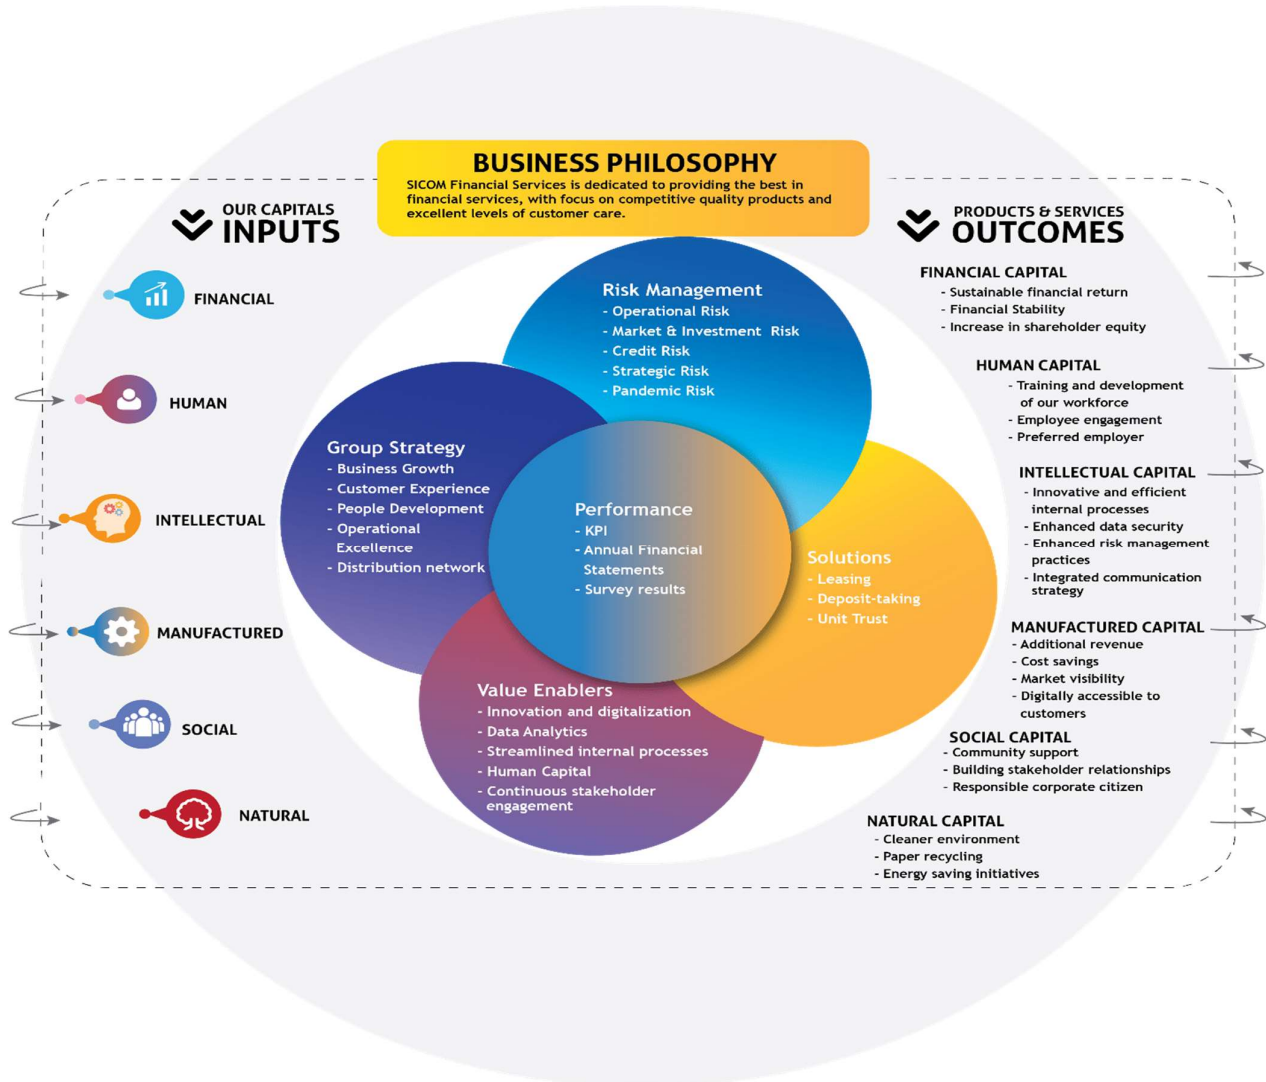 BUSINESS PHILOSOPHY
SICOM Financial Services is dedicated to providing the best in
financial services, with focus on competitive quality products and
excellent levels of customer care.
OUR CAPITALS
INPUTS
FINANCIAL
HUMAN
INTELLECTUAL
MANUFACTURED
SOCIAL
NATURAL
Risk Management
- Operational Risk
- Market & Investment Risk
- Credit Risk
- Strategic Risk
- Pandemic Risk
Group Strategy
- Business Growth
- Customer Experience
- People Development
- Operational
Excellence
- Distribution network
Performance
- KPI
- Annual Financial
Statements
- Survey results
Solutions
- Leasing
- Deposit-taking
- Unit Trust
Value Enablers
- Innovation and digitalization
- Data Analytics
- Streamlined internal processes
- Human Capital
- Continuous stakeholder
engagement
PRODUCTS & SERVICES
OUTCOMES
FINANCIAL CAPITAL
- Sustainable financial return
- Financial Stability
- Increase in shareholder equity
HUMAN CAPITAL
- Training and development
of our workforce
- Employee engagement
- Preferred employer
INTELLECTUAL CAPITAL
- Innovative and efficient
internal processes
- Enhanced data security
- Enhanced risk management
practices
- Integrated communication
strategy
MANUFACTURED CAPITAL
- Additional revenue
- Cost savings
- Market visibility
- Digitally accessible to
customers
SOCIAL CAPITAL
- Community support
- Building stakeholder relationships
- Responsible corporate citizen
NATURAL CAPITAL
- Cleaner environment
- Paper recycling
- Energy saving initiatives